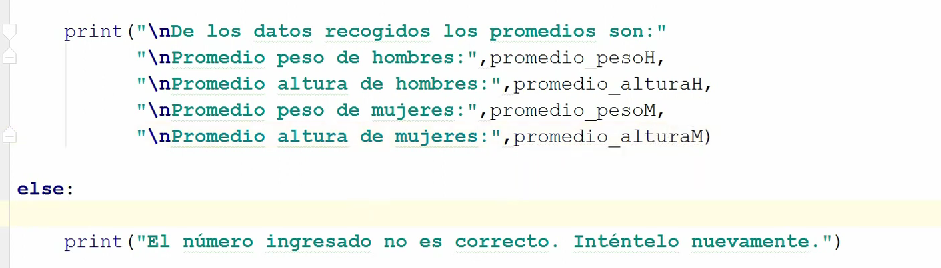 print("\nDe los datos recogidos los promedios son:"
"\nPromedio peso de hombres:",promedio_pesoH,
"\nPromedio altura de hombres:",promedio_alturaH,
"\nPromedio peso de mujeres:",promedio_pesoM,
"\nPromedio altura de mujeres:",promedio_alturaM)
else:
print("El número ingresado no es correcto. Inténtelo nuevamente.")